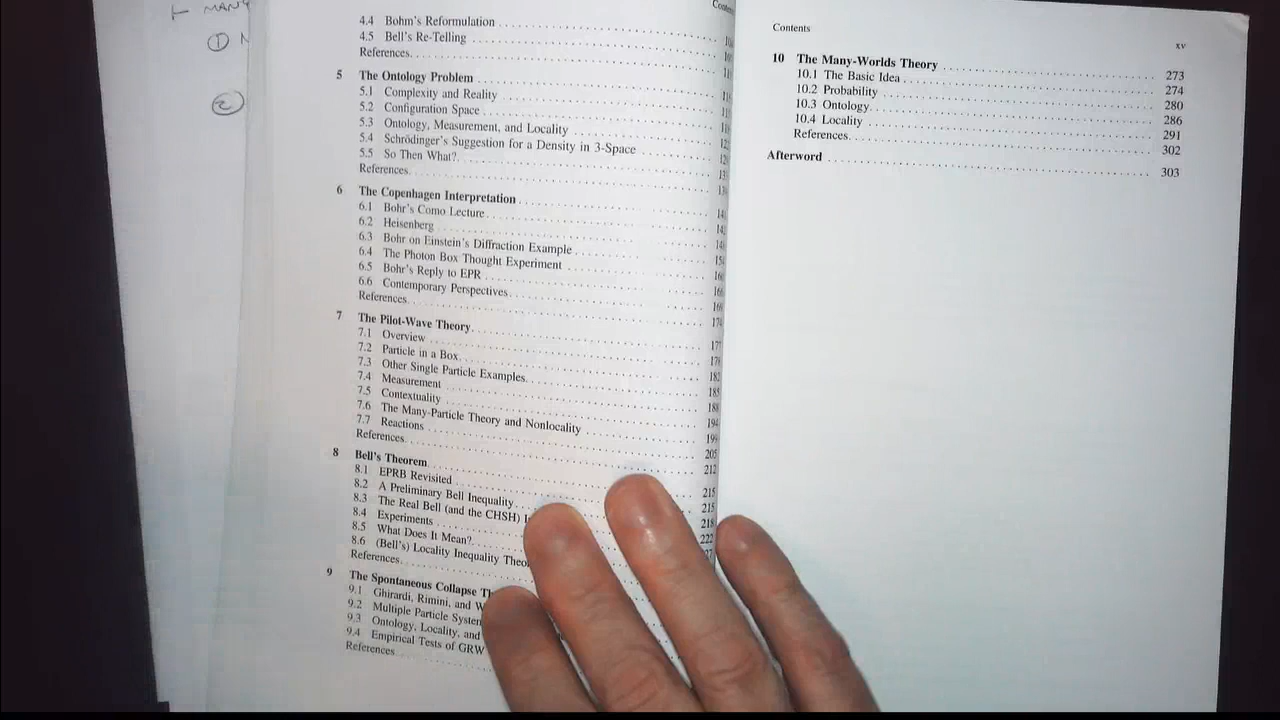 MANY
①
②
4.4 Bohm's Reformulation
4.5 Bell's Re-Telling
References
5 The Ontology Problem
5.1 Complexity and Reality
5.2 Configuration Space
5.3 Ontology, Measurement, and Locality
5.4 Schrödinger's Suggestion for a Density in 3-Space
5.5 So Then What?
References
6 The Copenhagen Interpretation
6.1 Bohr's Como Lecture
6.2 Heisenberg
6.3 Bohr on Einstein's Diffraction Example
6.4 The Photon Box Thought Experiment
6.5 Bohr's Reply to EPR
6.6 Contemporary Perspectives
References
7 The Pilot-Wave Theory
7.1 Overview
7.2 Particle in a Box
7.3 Other Single Particle Examples
7.4 Measurement
7.5 Contextuality
7.6 The Many-Particle Theory and Nonlocality
7.7 Reactions
References
8 Bell's Theorem
8.1 EPRB Revisited
8.2 A Preliminary Bell Inequality
8.3 The Real Bell (and the CHSH)
8.4 Experiments
8.5 What Does It Mean?
8.6 (Bell's) Locality Inequality
References
9 The Spontaneous Collapse
9.1 Ghirardi, Rimini, and
9.2 Multiple Particle
9.3 Ontology, Locality, and
9.4 Empirical Tests of GRW
References
Contents
xv
10 The Many-Worlds Theory 273
10.1 The Basic Idea 274
10.2 Probability 280
10.3 Ontology 286
10.4 Locality 291
References 302
Afterword 303